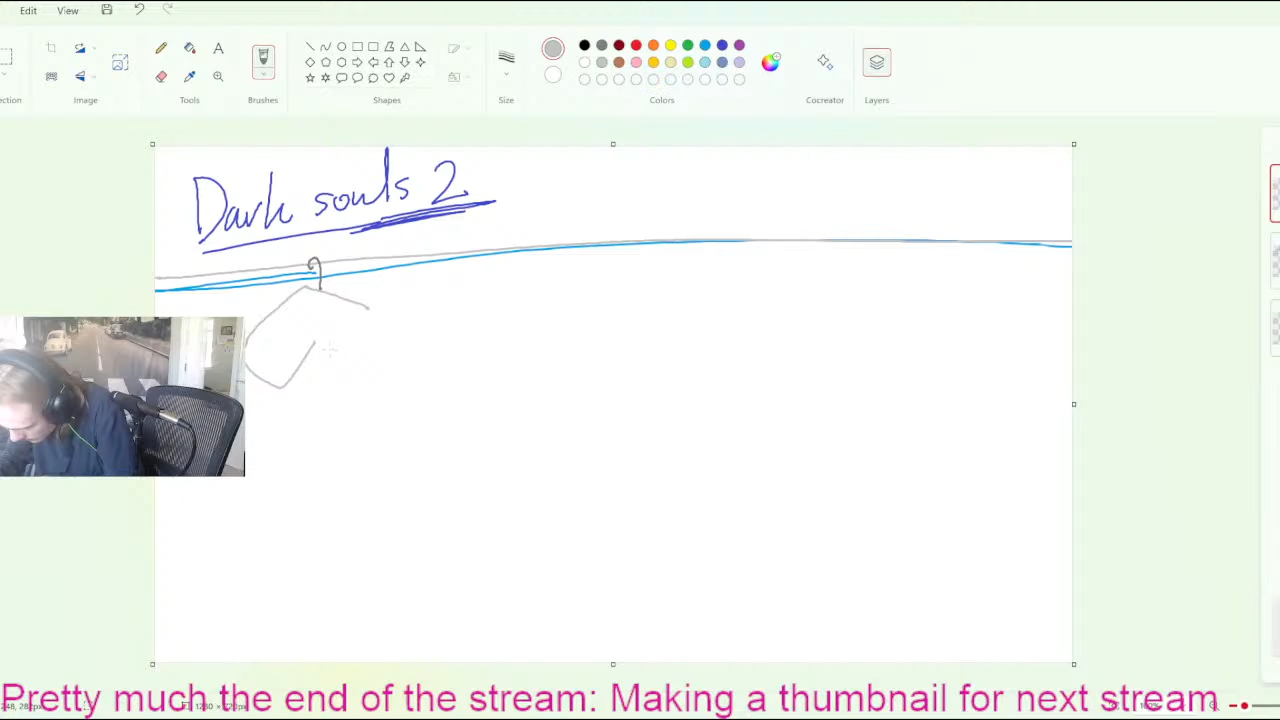 Edit View
Image Tools Brushes Shapes Size Colors Cocreator Layers
Dark souls 2
Pretty much the end of the stream: Making a thumbnail for next stream